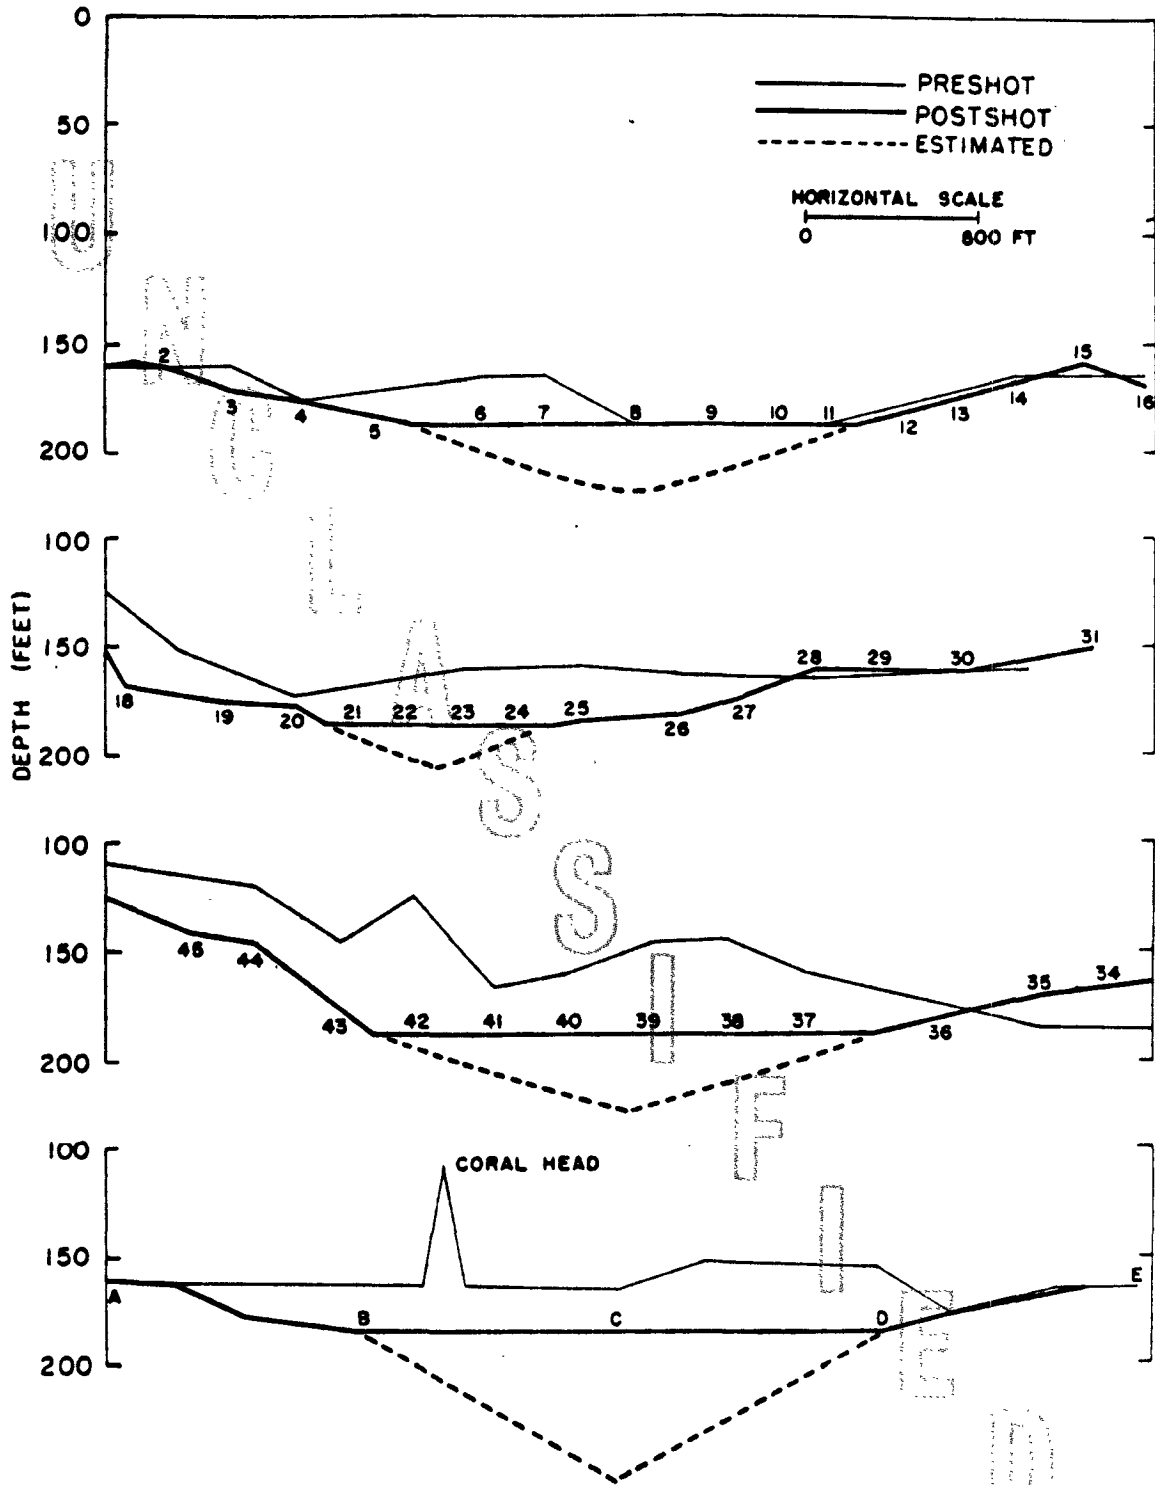 0
PRESHOT
POSTSHOT
50
ESTIMATED
HORIZONTAL SCALE
100
0 800 FT
150
2 15
3 4 5 6 7 8 9 10 11 12 13 14 16
200
100
DEPTH (FEET)
150
18 19 20 21 22 23 24 25 26 27 28 29 30 31
200
100
150
45 44 43 42 41 40 39 38 37 36 35 34
200
100
CORAL HEAD
150
A B C D E
200
UNCLASSIFIED